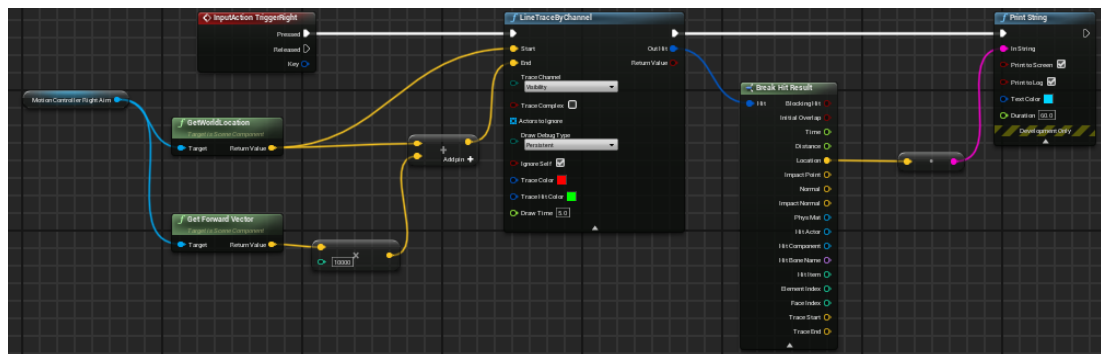 InputAction TriggerRight
Pressed
Released
Key
Motion Controller Right Aim
GetWorldLocation
Target is Scene Component
Target
Return Value
Get Forward Vector
Target is Scene Component
Target
Return Value
10000
×
+
Add pin +
LineTraceByChannel
Start
Out Hit
End
Return Value
Trace Channel
Visibility
Trace Complex
Actors to Ignore
Draw Debug Type
Persistent
Ignore Self
Trace Color
Trace Hit Color
Draw Time 5.0
Break Hit Result
Hit
Blocking Hit
Initial Overlap
Time
Distance
Location
Impact Point
Normal
Impact Normal
Phys Mat
Hit Actor
Hit Component
Hit Bone Name
Hit Item
Element Index
Face Index
Trace Start
Trace End
Print String
In String
Print to Screen
Print to Log
Text Color
Duration 60.0
Development Only